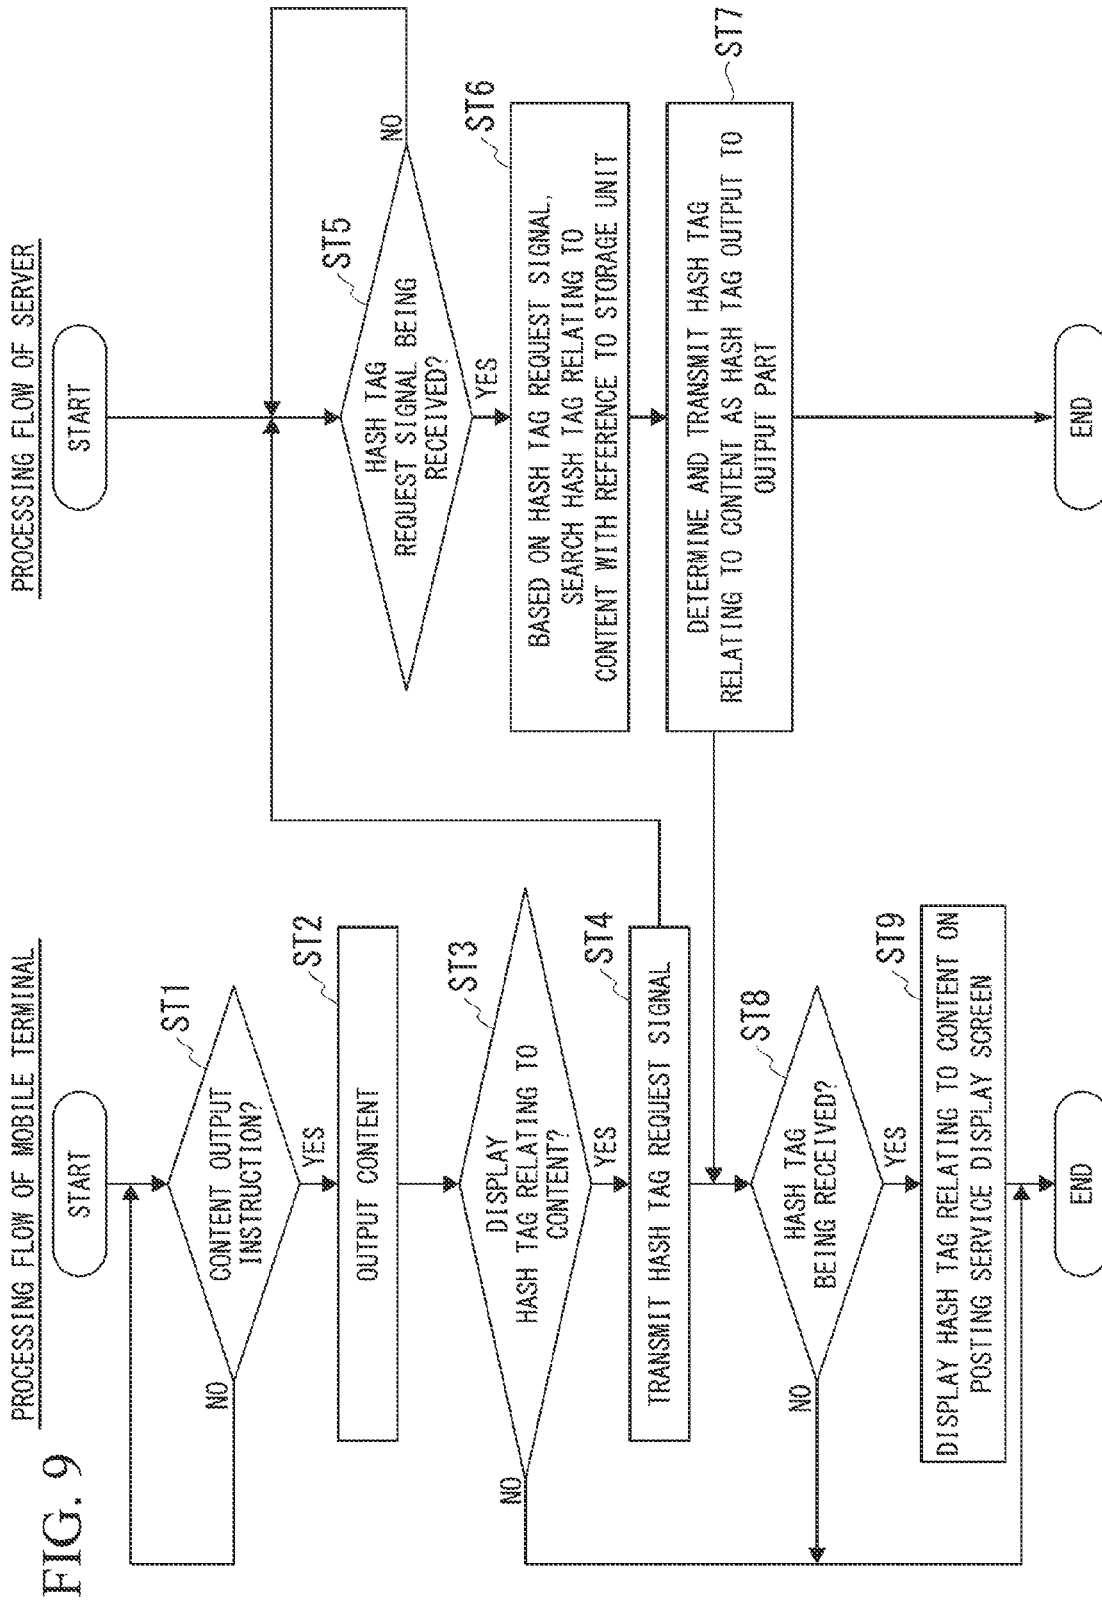 FIG. 9
PROCESSING FLOW OF MOBILE TERMINAL
START
ST1
CONTENT OUTPUT
INSTRUCTION?
NO
YES
ST2
OUTPUT CONTENT
ST3
DISPLAY
HASH TAG RELATING TO
CONTENT?
NO
YES
ST4
TRANSMIT HASH TAG REQUEST SIGNAL
ST8
HASH TAG
BEING RECEIVED?
NO
YES
ST9
DISPLAY HASH TAG RELATING TO CONTENT ON
POSTING SERVICE DISPLAY SCREEN
END
PROCESSING FLOW OF SERVER
START
ST5
HASH TAG
REQUEST SIGNAL BEING
RECEIVED?
NO
YES
ST6
BASED ON HASH TAG REQUEST SIGNAL,
SEARCH HASH TAG RELATING TO
CONTENT WITH REFERENCE TO STORAGE UNIT
ST7
DETERMINE AND TRANSMIT HASH TAG
RELATING TO CONTENT AS HASH TAG OUTPUT TO
OUTPUT PART
END